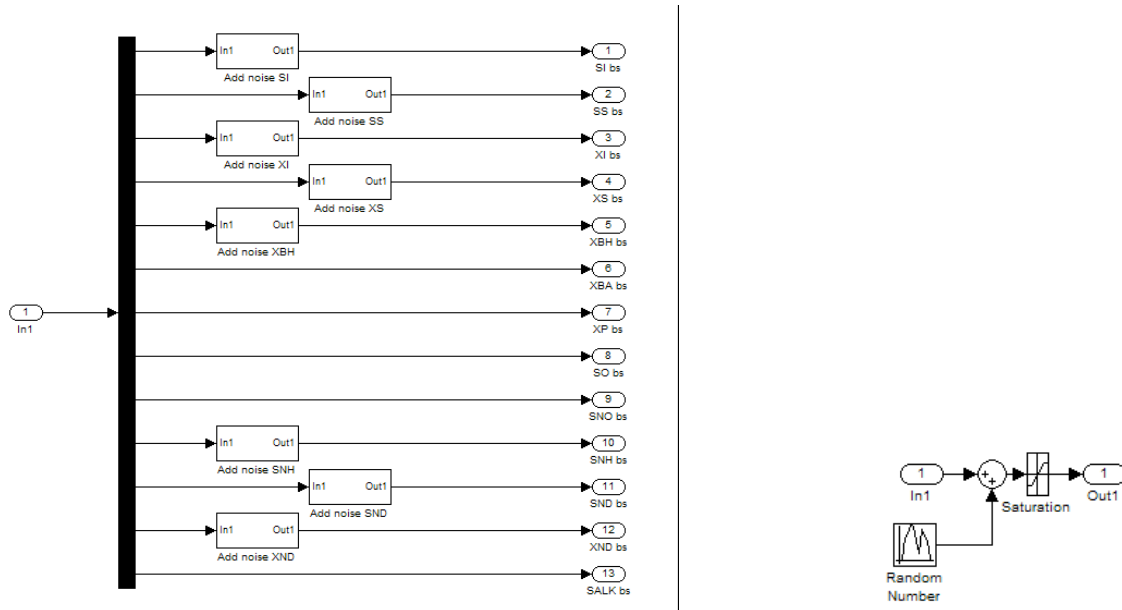 In1 Out1
1
Add noise SI
SI bs
In1 Out1
2
Add noise SS
SS bs
In1 Out1
3
Add noise XI
XI bs
In1 Out1
4
Add noise XS
XS bs
In1 Out1
5
Add noise XBH
XBH bs
6
XBA bs
1
In1
7
XP bs
8
SO bs
9
SNO bs
In1 Out1
10
Add noise SNH
SNH bs
In1 Out1
11
Add noise SND
SND bs
In1 Out1
12
Add noise XND
XND bs
13
SALK bs
1
In1
Saturation
1
Out1
Random
Number